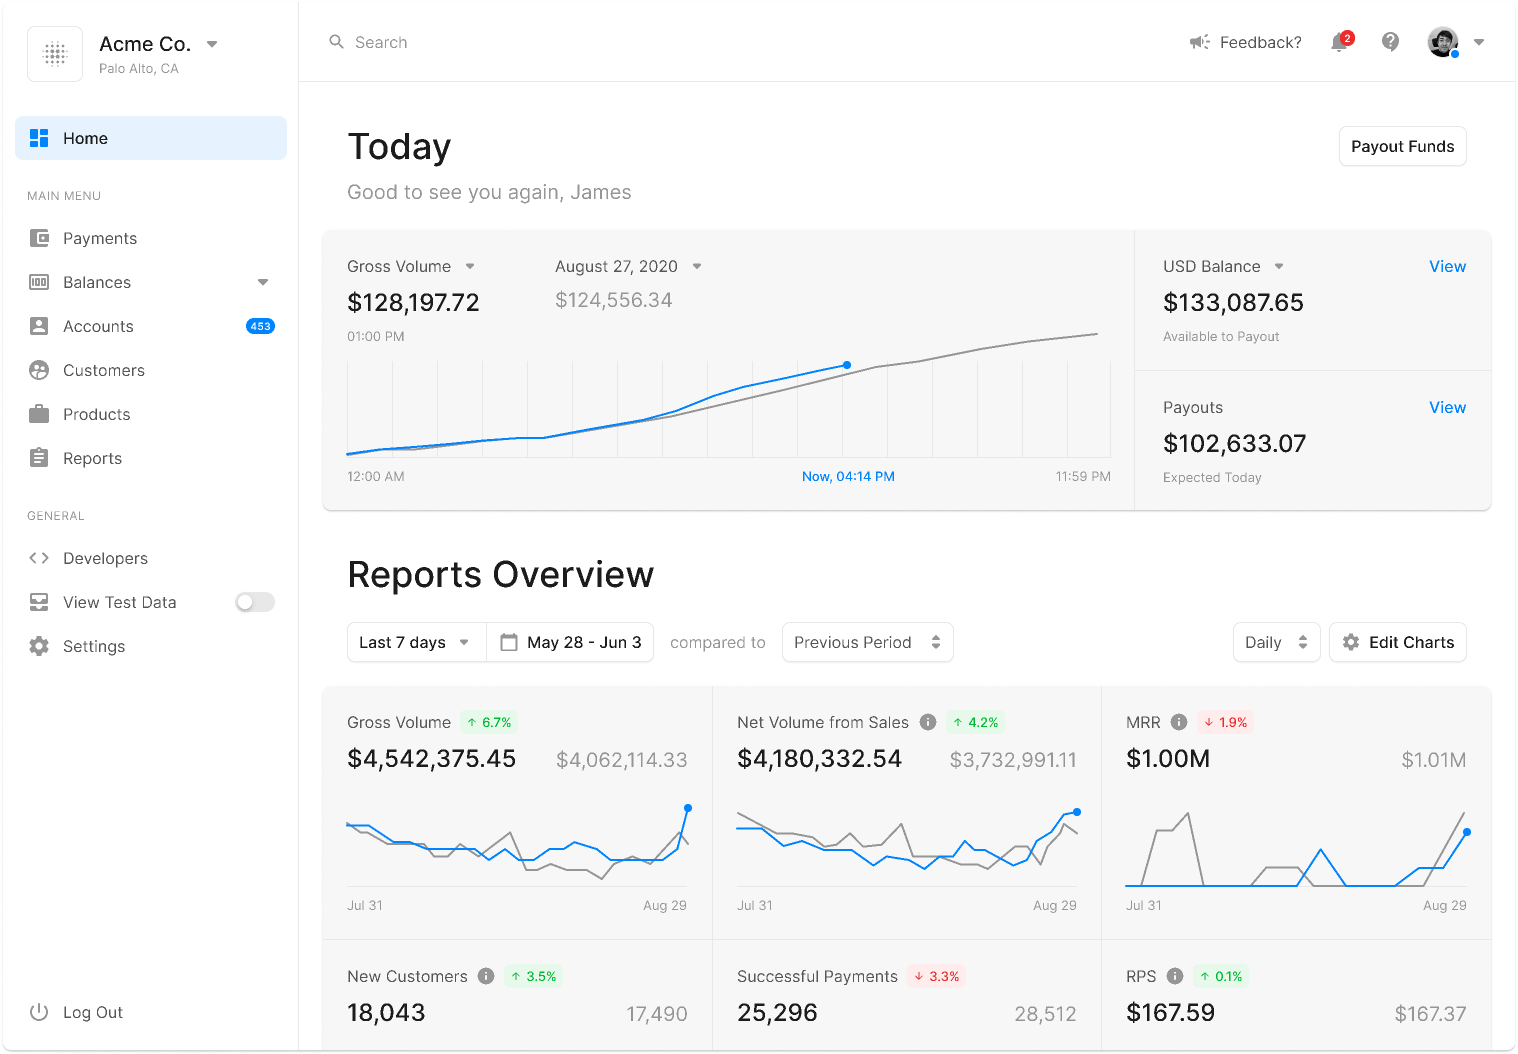 Acme Co.
Palo Alto, CA
Home
MAIN MENU
Payments
Balances
Accounts 453
Customers
Products
Reports
GENERAL
Developers
View Test Data
Settings
Log Out
Search
Feedback? 2
Today
Payout Funds
Good to see you again, James
Gross Volume August 27, 2020
$128,197.72 $124,556.34
01:00 PM
12:00 AM Now, 04:14 PM 11:59 PM
USD Balance View
$133,087.65
Available to Payout
Payouts View
$102,633.07
Expected Today
Reports Overview
Last 7 days May 28 - Jun 3 compared to Previous Period Daily Edit Charts
Gross Volume ↑ 6.7%
$4,542,375.45 $4,062,114.33
Jul 31 Aug 29
Net Volume from Sales ↑ 4.2%
$4,180,332.54 $3,732,991.11
Jul 31 Aug 29
MRR ↓ 1.9%
$1.00M $1.01M
Jul 31 Aug 29
New Customers ↑ 3.5%
18,043 17,490
Successful Payments ↓ 3.3%
25,296 28,512
RPS ↑ 0.1%
$167.59 $167.37